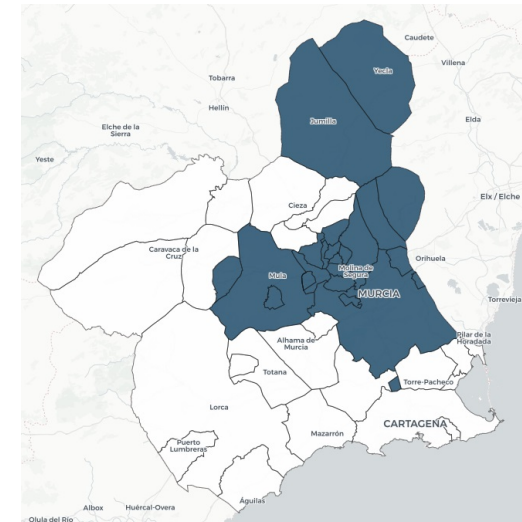 Caudete
Yecla
Villena
Tobarra
Hellín
Jumilla
Elda
Elche de la
Sierra
Yeste
Elx / Elche
Cieza
Caravaca de la
Cruz
Orihuela
Mula
Molina de
Segura
MURCIA
Torrevieja
Pilar de la
Horadada
Alhama de
Murcia
Totana
Torre-Pacheco
Lorca
CARTAGENA
Mazarrón
Puerto
Lumbreras
Águilas
Albox
Huércal-Overa
Olula del Río